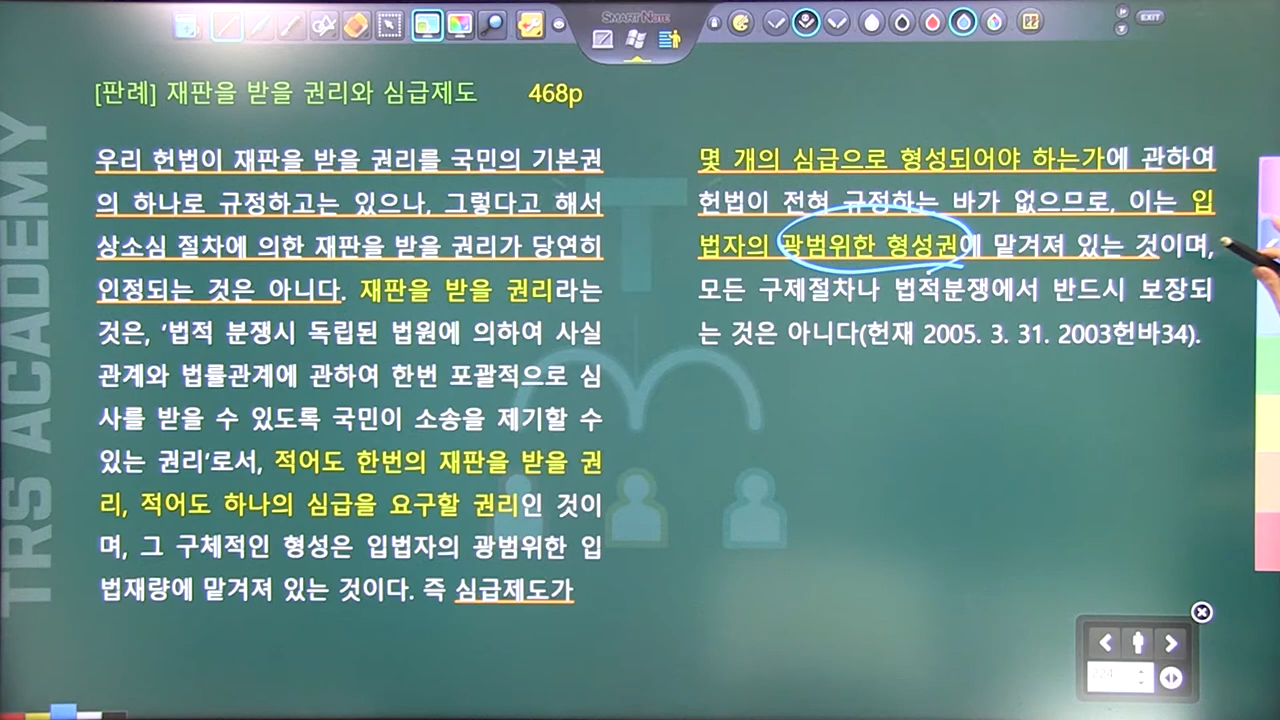 SMART NOTE
EXIT
[판례] 재판을 받을 권리와 심급제도 468p
우리 헌법이 재판을 받을 권리를 국민의 기본권
의 하나로 규정하고는 있으나, 그렇다고 해서
상소심 절차에 의한 재판을 받을 권리가 당연히
인정되는 것은 아니다. 재판을 받을 권리라는
것은, ‘법적 분쟁시 독립된 법원에 의하여 사실
관계와 법률관계에 관하여 한번 포괄적으로 심
사를 받을 수 있도록 국민이 소송을 제기할 수
있는 권리’로서, 적어도 한번의 재판을 받을 권
리, 적어도 하나의 심급을 요구할 권리인 것이
며, 그 구체적인 형성은 입법자의 광범위한 입
법재량에 맡겨져 있는 것이다. 즉 심급제도가
몇 개의 심급으로 형성되어야 하는가에 관하여
헌법이 전혀 규정하는 바가 없으므로, 이는 입
법자의 광범위한 형성권에 맡겨져 있는 것이며,
모든 구제절차나 법적분쟁에서 반드시 보장되
는 것은 아니다(헌재 2005. 3. 31. 2003헌바34).
TRS ACADEMY